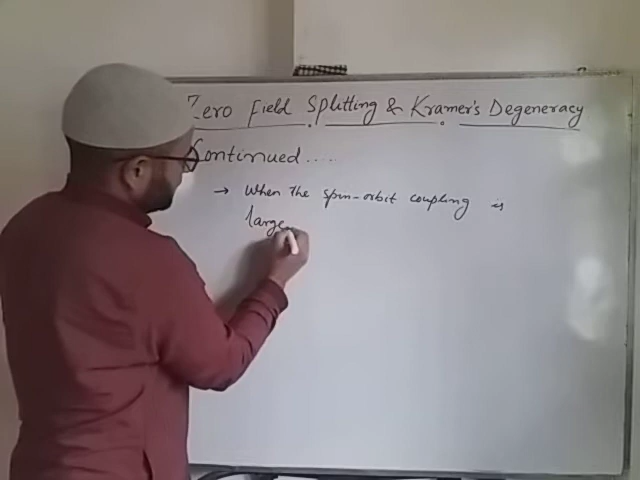 Zero Field Splitting & Kramer's Degeneracy
Continued.....
→ When the spin-orbit coupling is
large